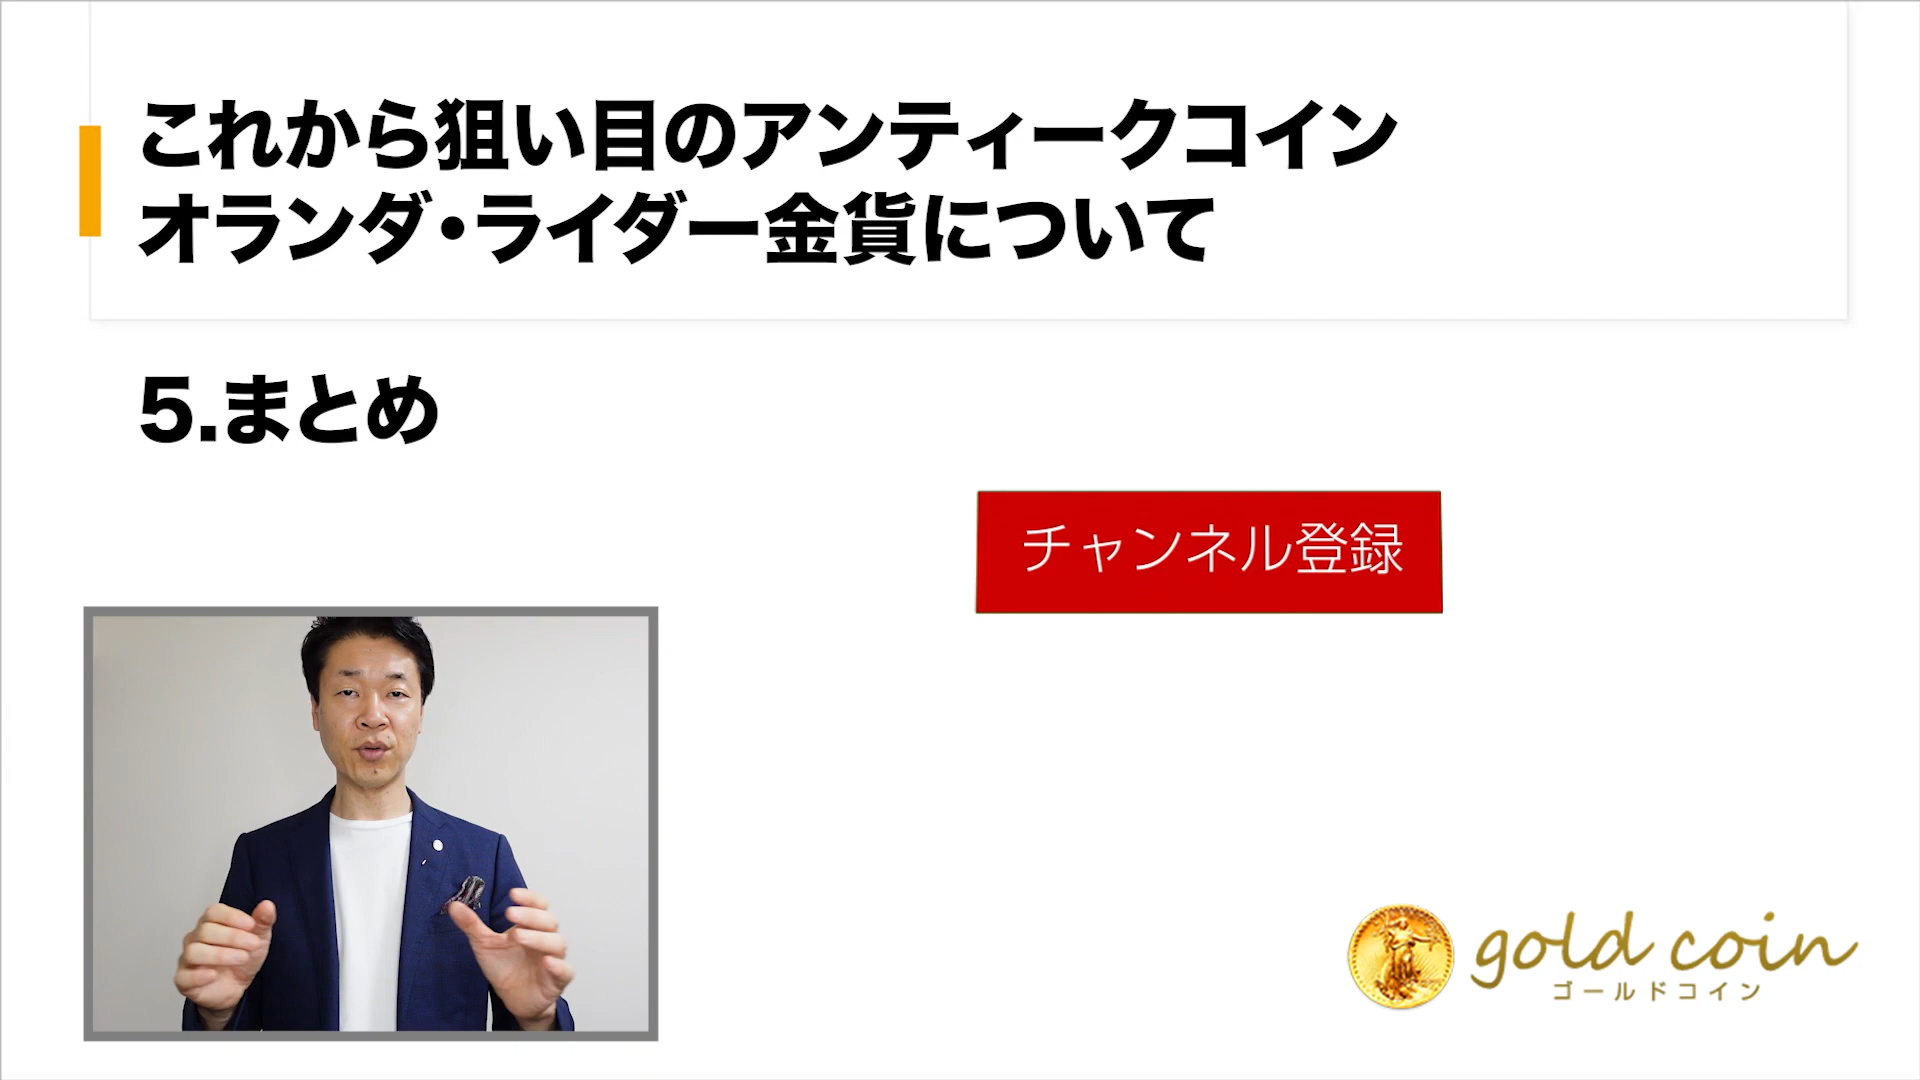 これから狙い目のアンティークコイン
オランダ・ライダー金貨について
5.まとめ
チャンネル登録
gold coin
ゴールドコイン